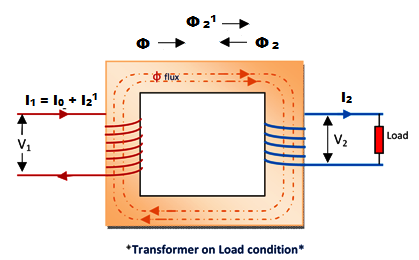 Φ₂¹
Φ Φ₂
ϕ flux
I₁ = I₀ + I₂¹
I₂
V₁
V₂
Load
*Transformer on Load condition*